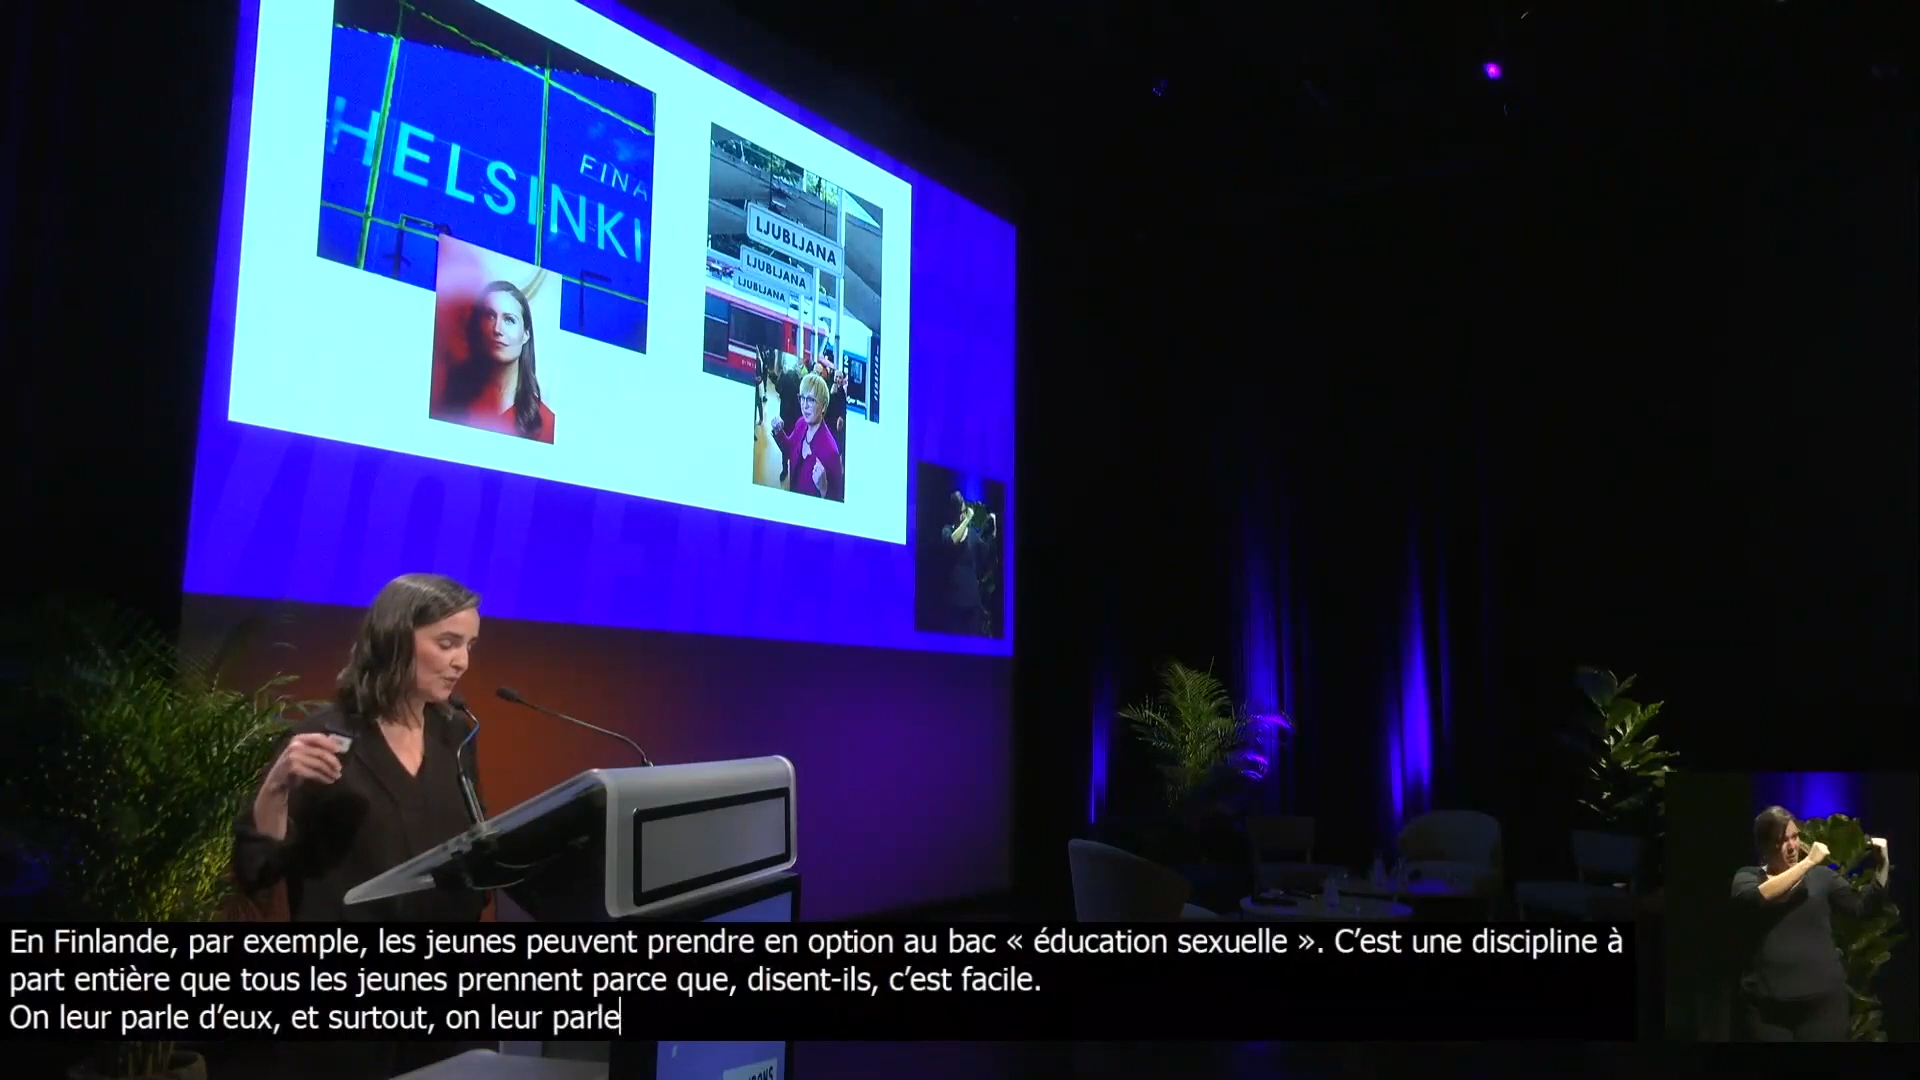 HELSINKI
FINA
LJUBLJANA
LJUBLJANA
LJUBLJANA
En Finlande, par exemple, les jeunes peuvent prendre en option au bac « éducation sexuelle ». C’est une discipline à
part entière que tous les jeunes prennent parce que, disent-ils, c’est facile.
On leur parle d’eux, et surtout, on leur parle